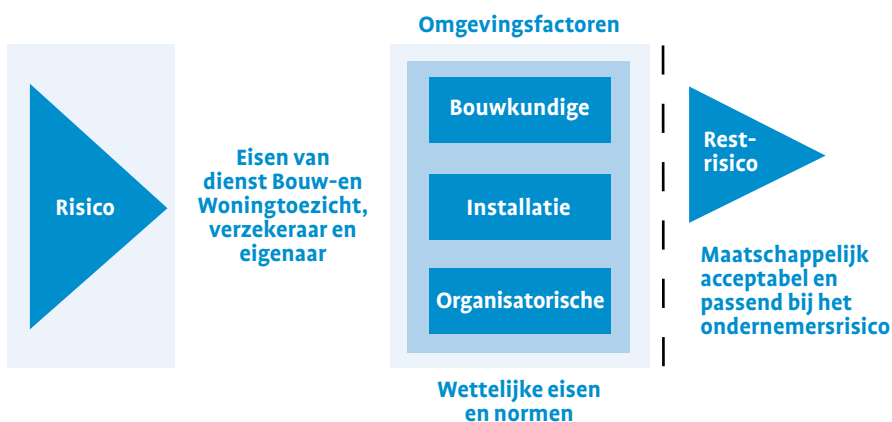 Risico
Eisen van
dienst Bouw-en
Woningtoezicht,
verzekeraar en
eigenaar
Omgevingsfactoren
Bouwkundige
Installatie
Organisatorische
Wettelijke eisen
en normen
Rest-
risico
Maatschappelijk
acceptabel en
passend bij het
ondernemersrisico